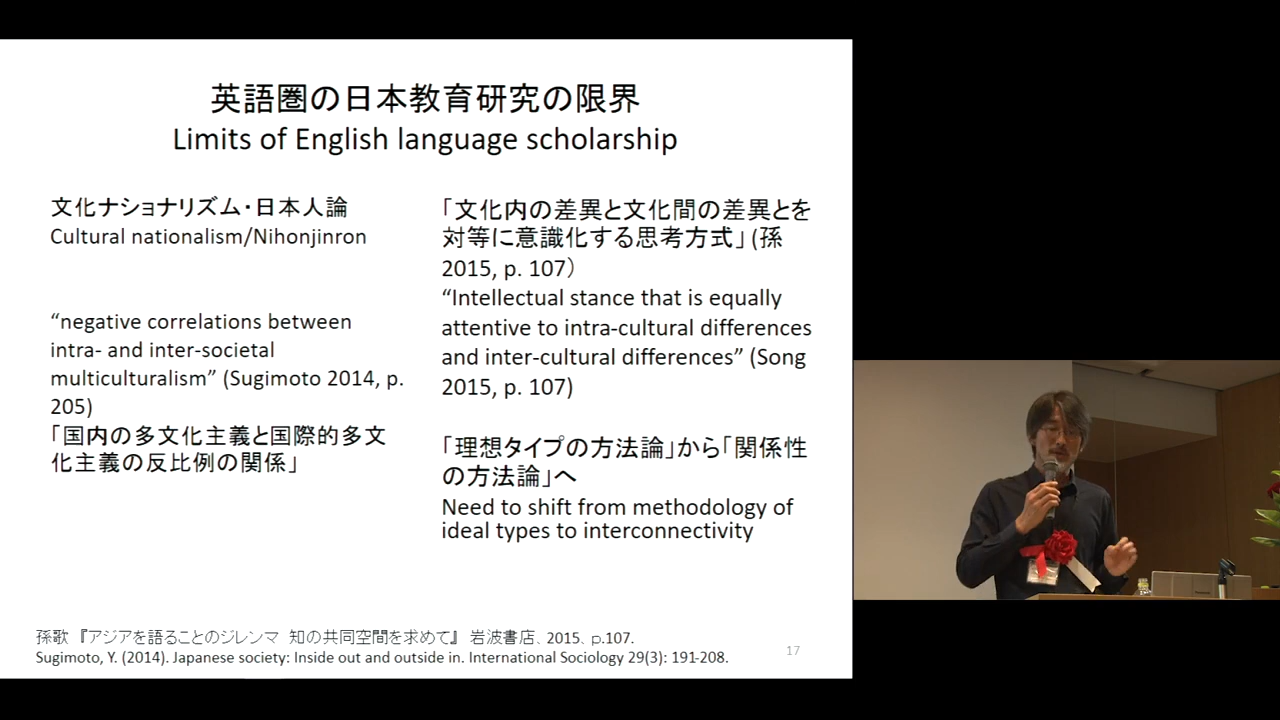 英語圏の日本教育研究の限界
Limits of English language scholarship
文化ナショナリズム・日本人論
Cultural nationalism/Nihonjinron
“negative correlations between
intra- and inter-societal
multiculturalism” (Sugimoto 2014, p.
205)
「国内の多文化主義と国際的多文
化主義の反比例の関係」
「文化内の差異と文化間の差異とを
対等に意識化する思考方式」(孫
2015, p. 107）
“Intellectual stance that is equally
attentive to intra-cultural differences
and inter-cultural differences” (Song
2015, p. 107)
「理想タイプの方法論」から「関係性
の方法論」へ
Need to shift from methodology of
ideal types to interconnectivity
孫歌 『アジアを語ることのジレンマ 知の共同空間を求めて』 岩波書店、2015、p.107.
Sugimoto, Y. (2014). Japanese society: Inside out and outside in. International Sociology 29(3): 191-208.
17